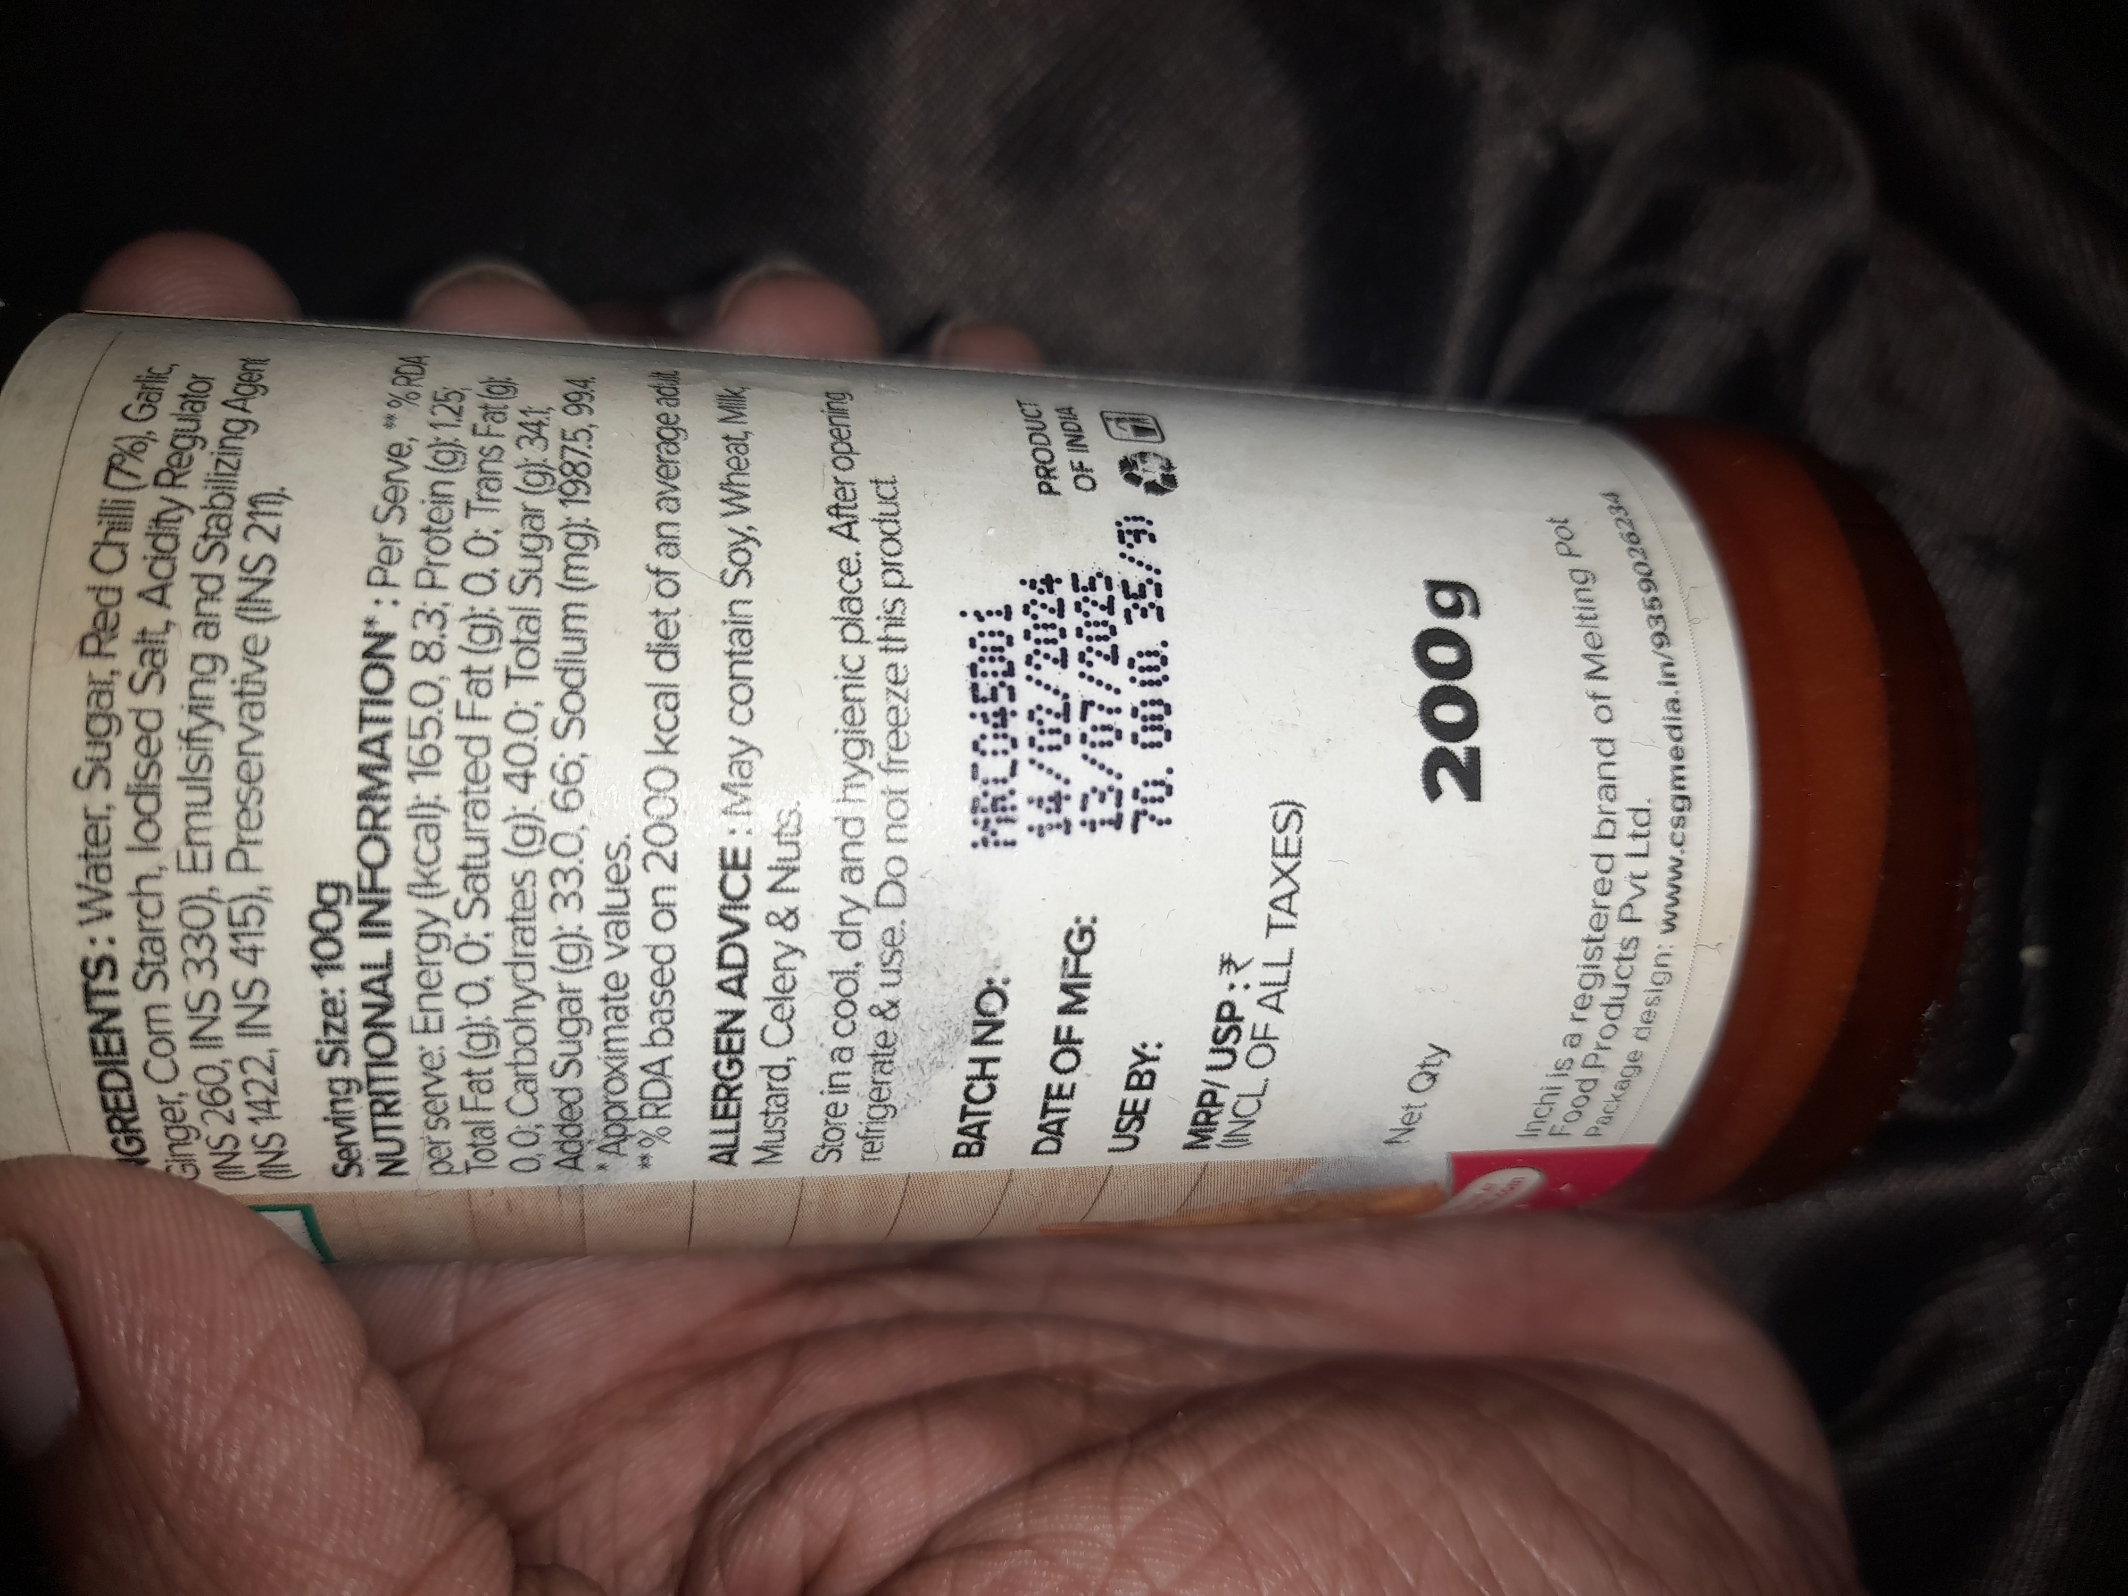 NGREDIENTS : Water, Sugar, Red Chilli (7%), Garlic,
Ginger, Corn Starch, Iodised Salt, Acidity Regulator
(INS 260, INS 330), Emulsifying and Stabilizing Agent
(INS 1422, INS 415), Preservative (INS 211).
Serving Size: 100g
NUTRITIONAL INFORMATION* : Per Serve, **% RDA
per serve: Energy (kcal): 165.0, 8.3; Protein (g): 1.25;
Total Fat (g): 0, 0; Saturated Fat (g): 0, 0; Trans Fat (g):
0, 0; Carbohydrates (g): 40.0; Total Sugar (g): 34.1;
Added Sugar (g): 33.0, 66; Sodium (mg): 1987.5, 99.4.
*Approximate values.
**% RDA based on 2000 kcal diet of an average adult
ALLERGEN ADVICE : May contain Soy, Wheat, Milk,
Mustard, Celery & Nuts.
Store in a cool, dry and hygienic place. After opening
refrigerate & use. Do not freeze this product.
BATCH NO: MRC045D01
DATE OF MFG: 14/02/2024
USE BY: 13/07/2025
MRP/ USP : ₹ 70.00 (0.35/g)
(INCL. OF ALL TAXES)
PRODUCT
OF INDIA
Net Qty 200g
Inchi is a registered brand of Melting Pot
Food Products Pvt Ltd.
Package design: www.csgmedia.in/9359026234